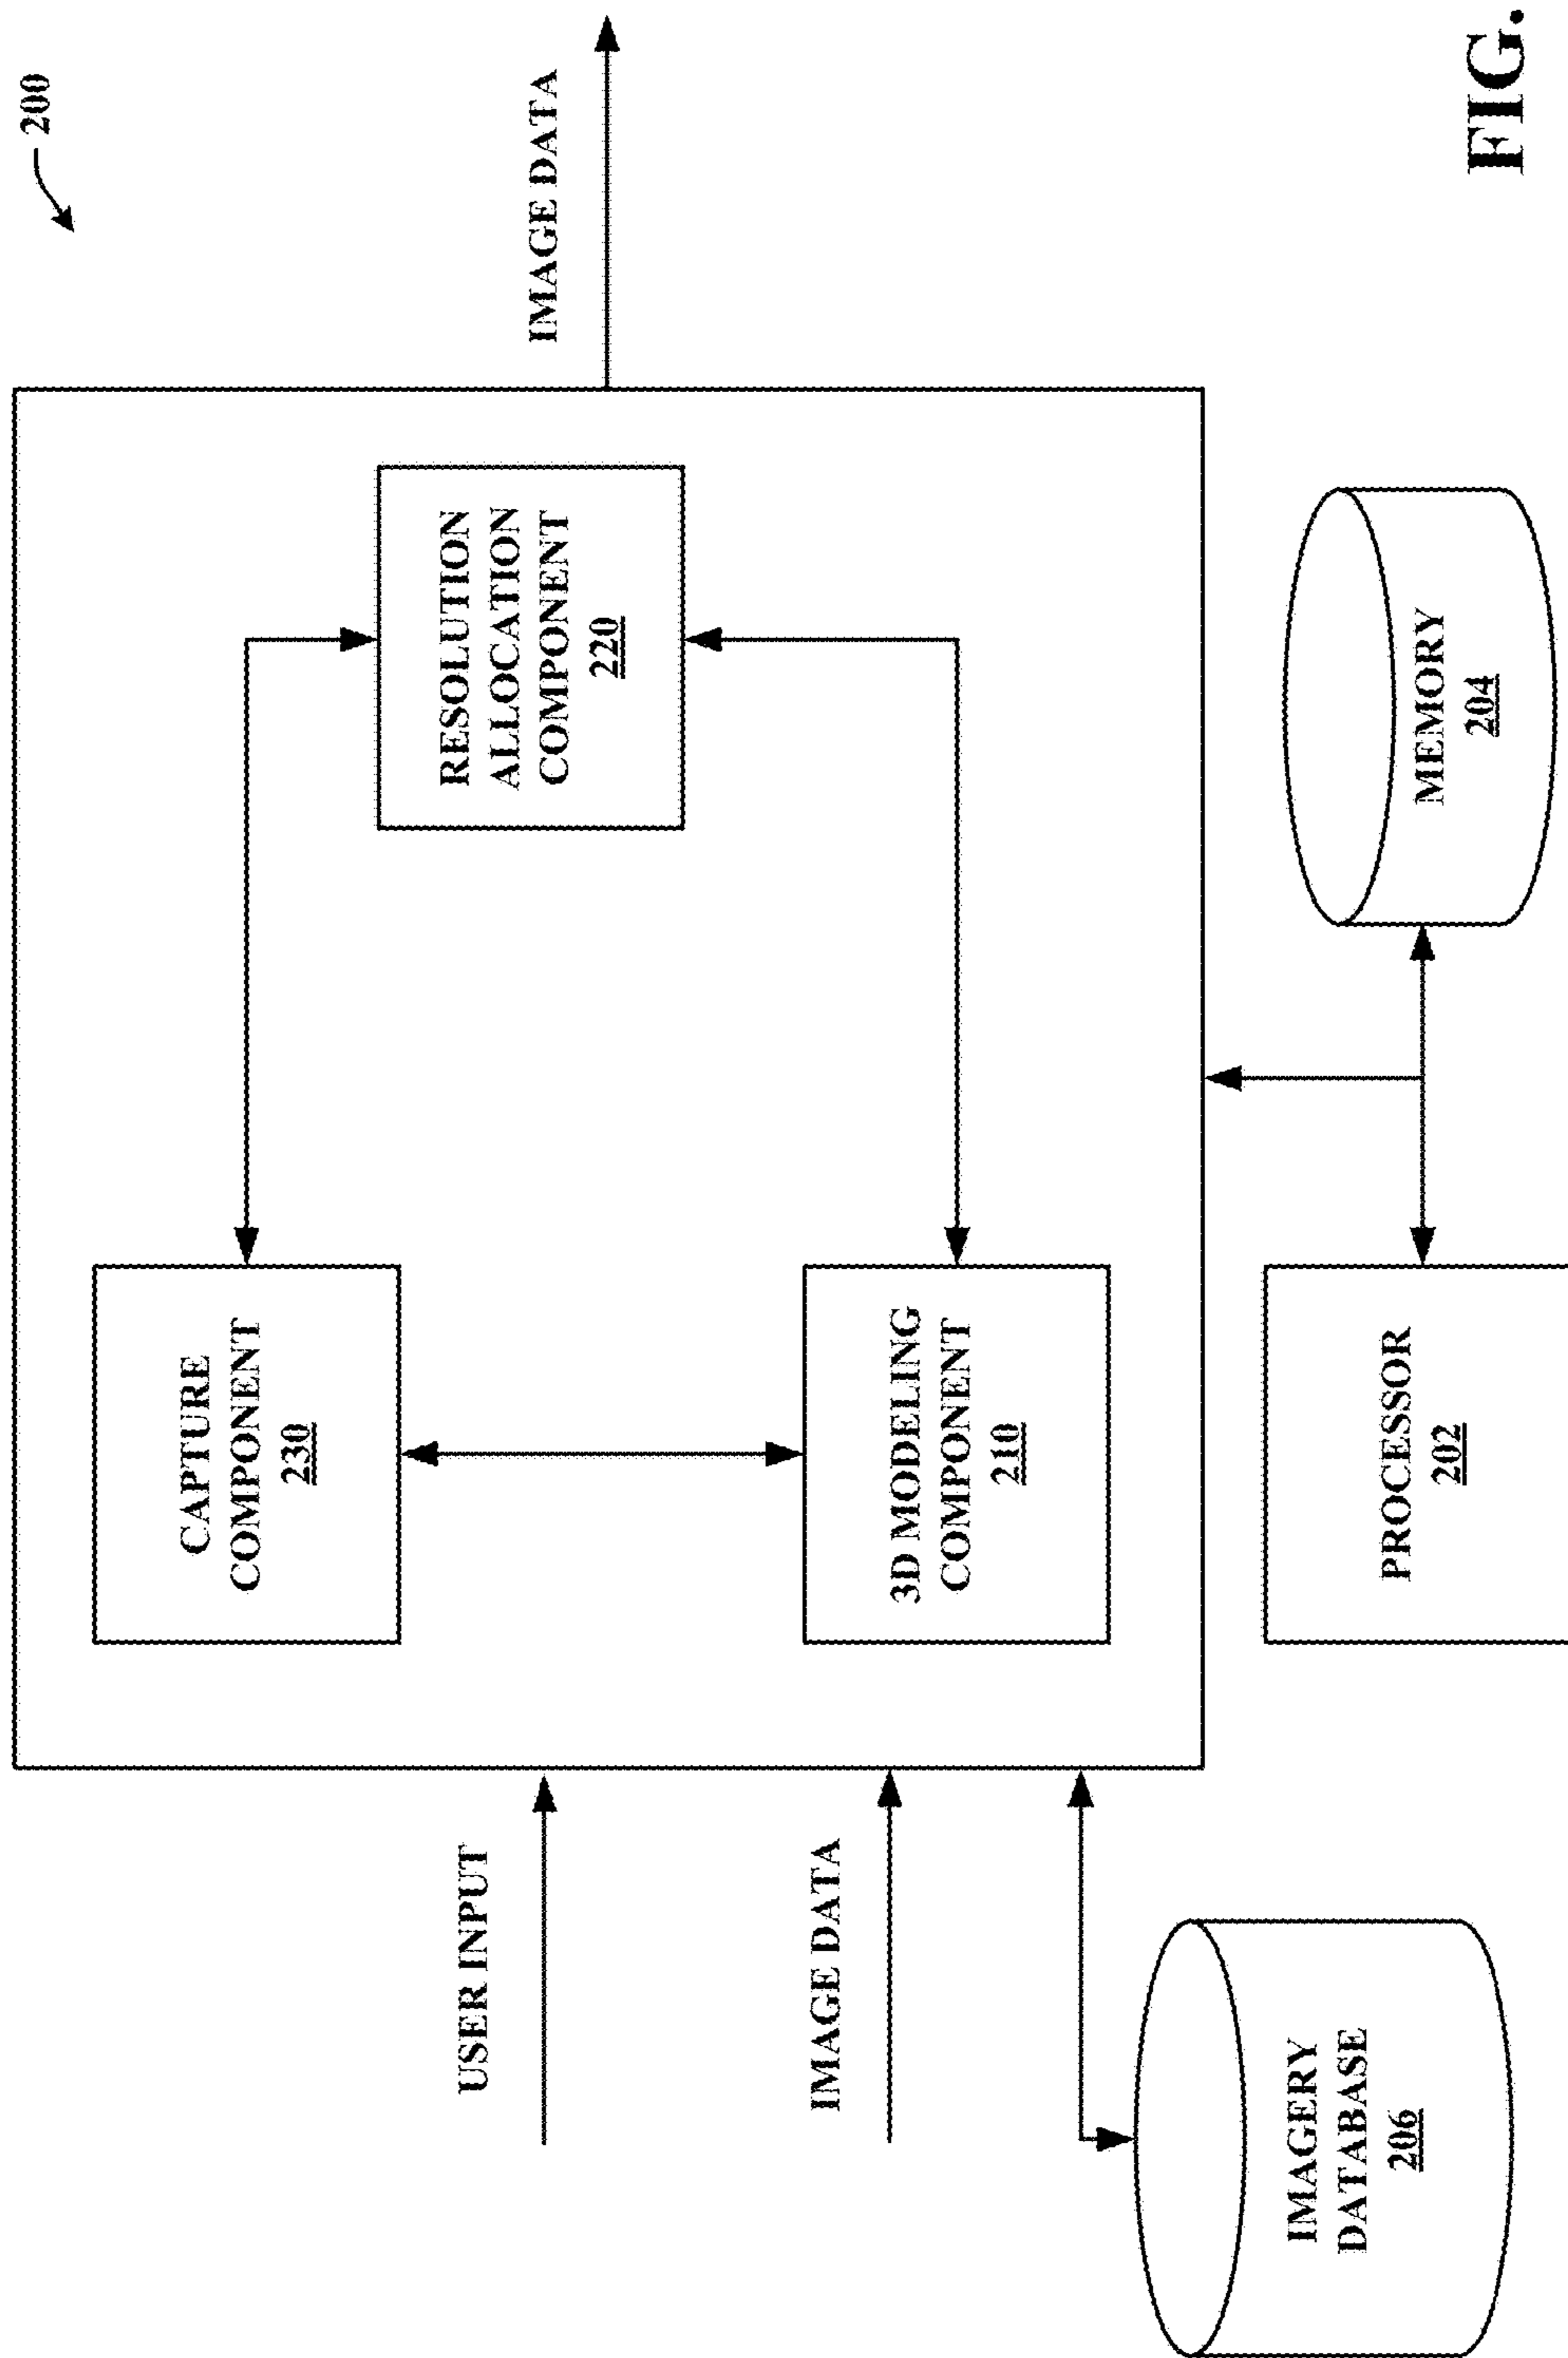 200
USER INPUT
IMAGE DATA
CAPTURE
COMPONENT
230
RESOLUTION
ALLOCATION
COMPONENT
220
IMAGE DATA
3D MODELING
COMPONENT
210
IMAGERY
DATABASE
206
PROCESSOR
202
MEMORY
204
FIG.